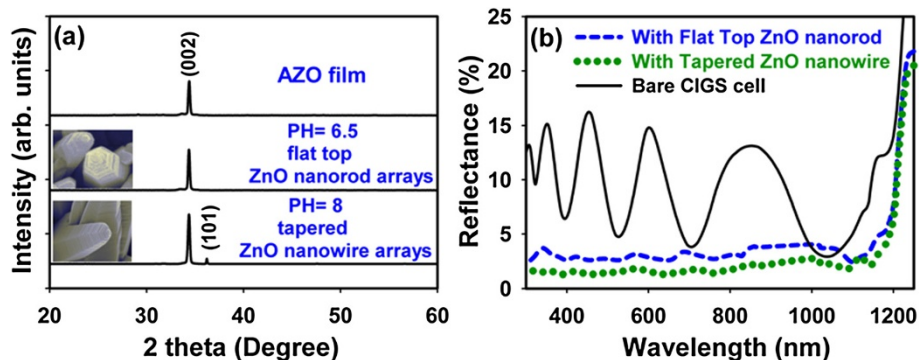 (a)
(002)
AZO film
PH= 6.5
flat top
ZnO nanorod arrays
PH= 8
tapered
ZnO nanowire arrays
(101)
Intensity (arb. units)
20 30 40 50 60
2 theta (Degree)
(b)
With Flat Top ZnO nanorod
With Tapered ZnO nanowire
Bare CIGS cell
Reflectance (%)
25
20
15
10
5
0
400 600 800 1000 1200
Wavelength (nm)